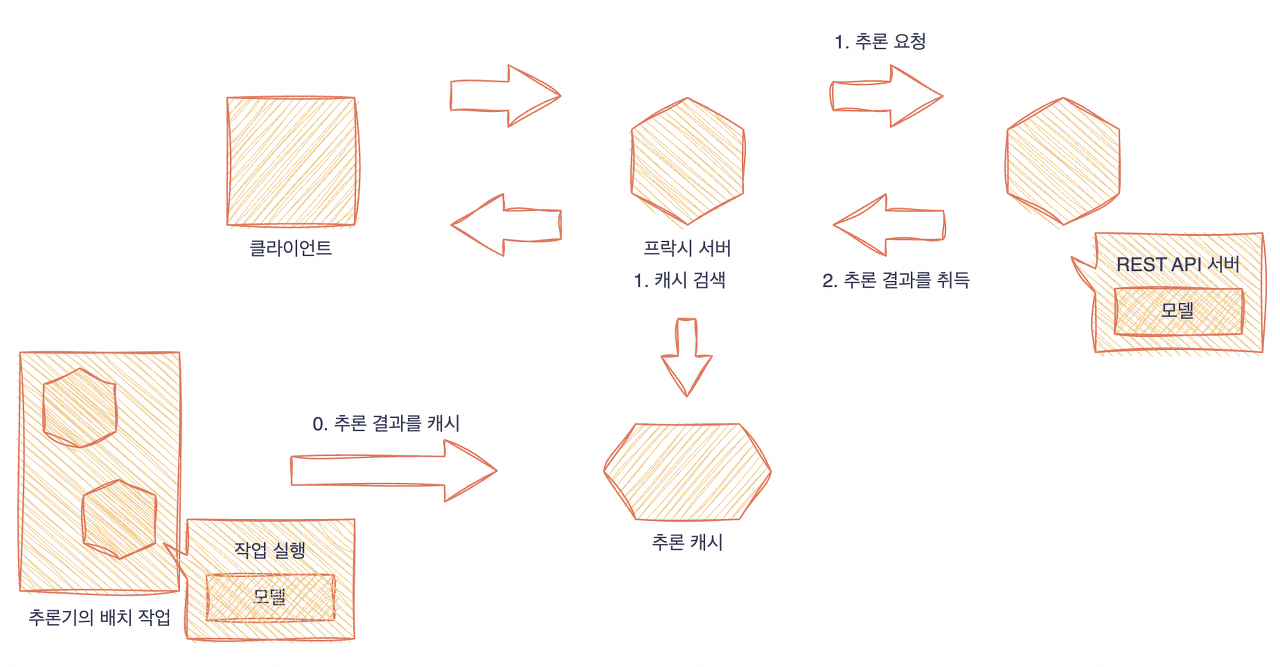 1. 추론 요청
클라이언트
프락시 서버
1. 캐시 검색
2. 추론 결과를 취득
REST API 서버
모델
0. 추론 결과를 캐시
추론 캐시
작업 실행
모델
추론기의 배치 작업